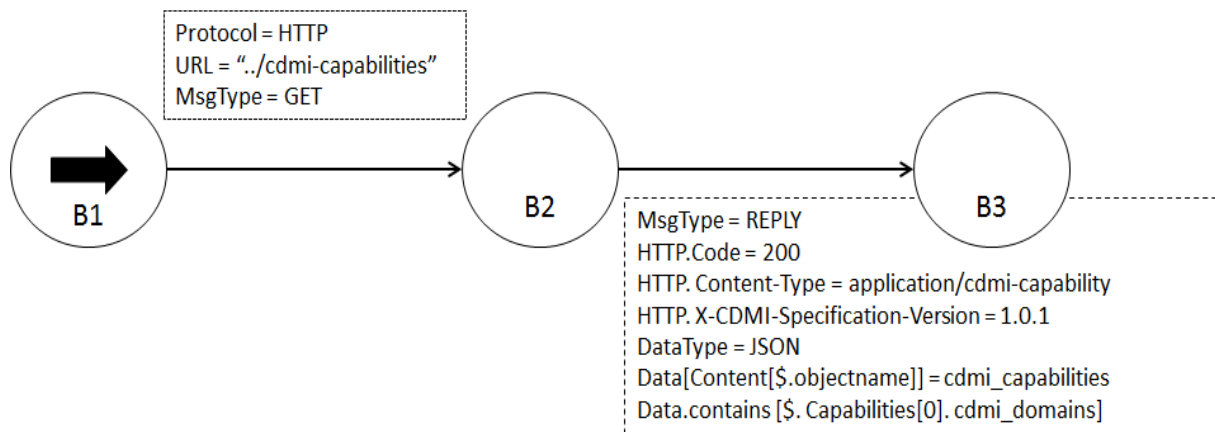 Protocol = HTTP
URL = “../cdmi-capabilities”
MsgType = GET
B1
B2
B3
MsgType = REPLY
HTTP.Code = 200
HTTP. Content-Type = application/cdmi-capability
HTTP. X-CDMI-Specification-Version = 1.0.1
DataType = JSON
Data[Content[$.objectname]] = cdmi_capabilities
Data.contains [$. Capabilities[0]. cdmi_domains]